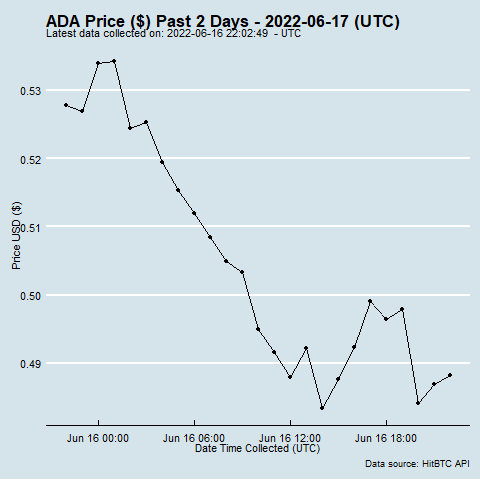 ADA Price ($) Past 2 Days - 2022-06-17 (UTC)
Latest data collected on: 2022-06-16 22:02:49 - UTC
0.53
0.52
0.51
0.50
0.49
Price USD ($)
Jun 16 00:00 Jun 16 06:00 Jun 16 12:00 Jun 16 18:00
Date Time Collected (UTC)
Data source: HitBTC API